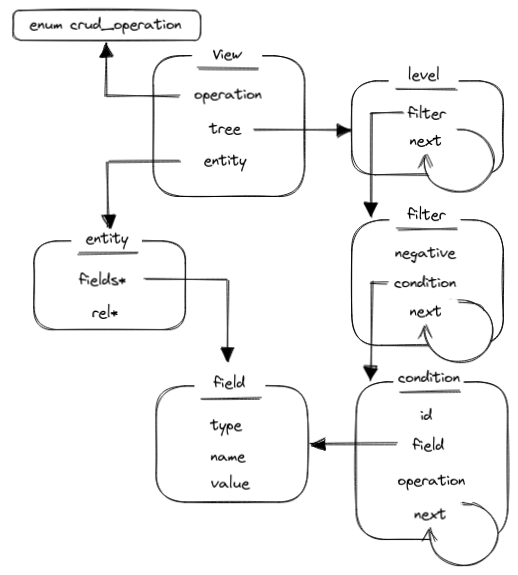 enum crud_operation
View
operation
tree
entity
level
filter
next
entity
fields*
rel*
filter
negative
condition
next
field
type
name
value
condition
id
field
operation
next